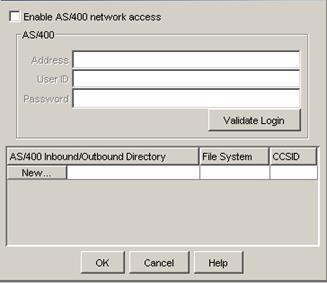 Enable AS/400 network access
AS/400
Address
User ID
Password
Validate Login
AS/400 Inbound/Outbound Directory File System CCSID
New...
OK Cancel Help